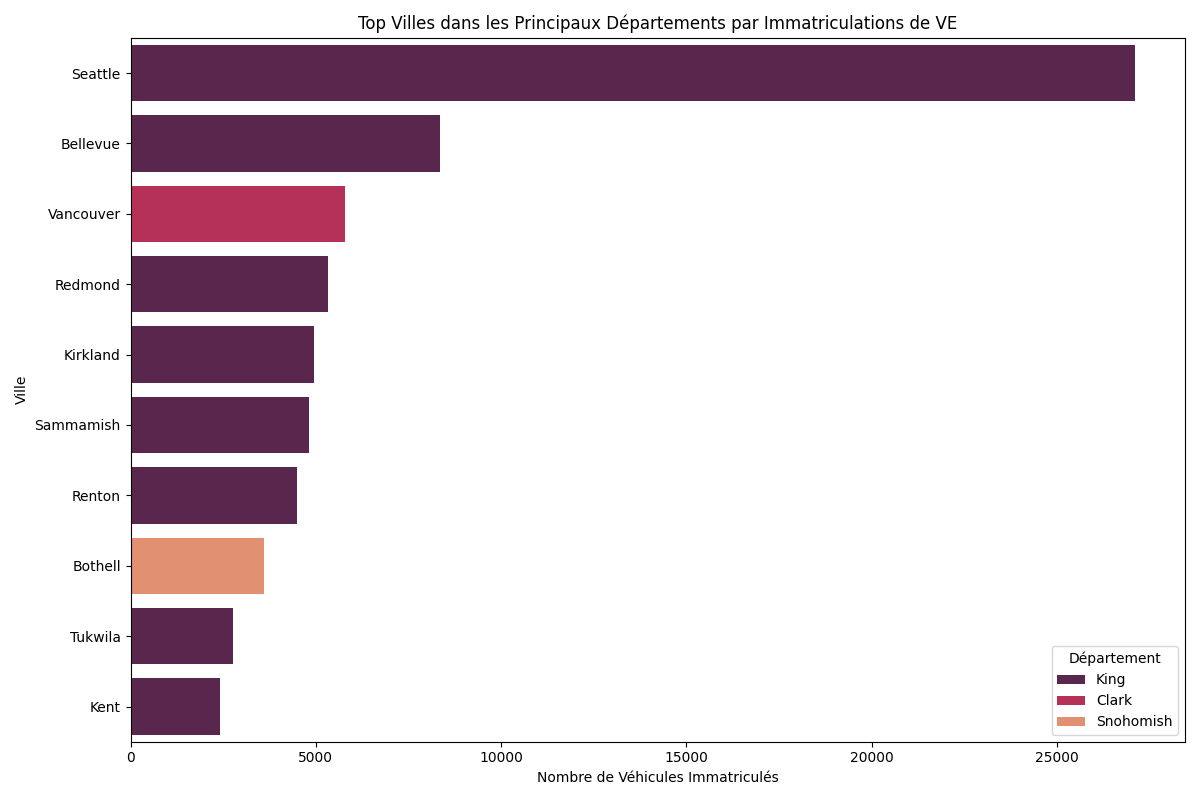 Top Villes dans les Principaux Départements par Immatriculations de VE
Ville
Seattle
Bellevue
Vancouver
Redmond
Kirkland
Sammamish
Renton
Bothell
Tukwila
Kent
Département
King
Clark
Snohomish
0 5000 10000 15000 20000 25000
Nombre de Véhicules Immatriculés